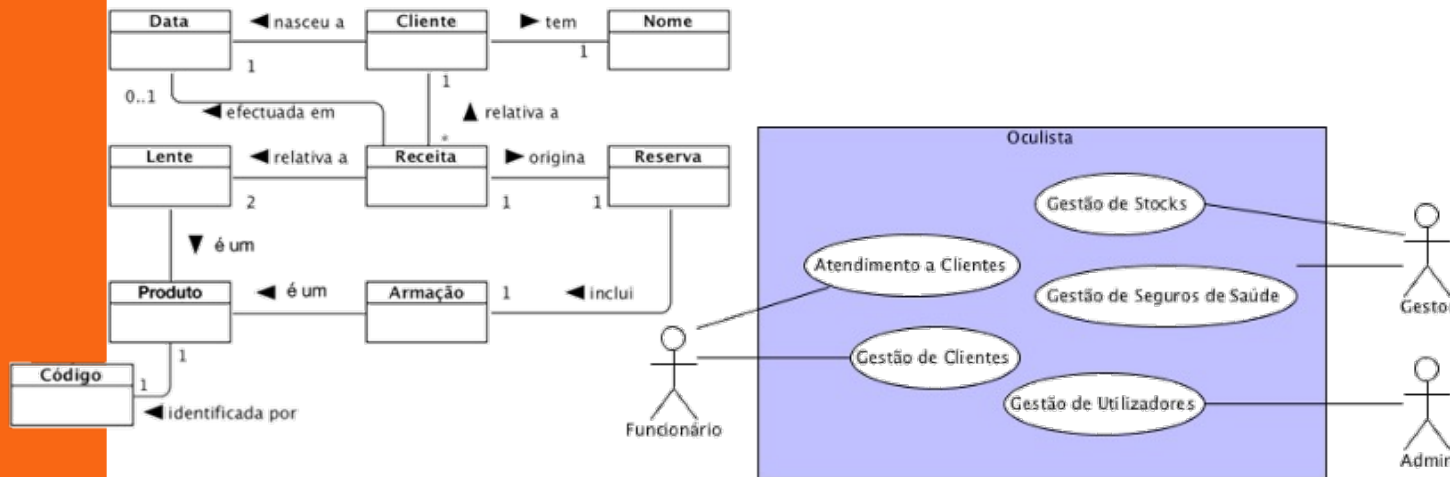 Data
nasceu a
Cliente
tem
Nome
1
1
1
0..1
efectuada em
relativa a
*
Lente
relativa a
Receita
origina
Reserva
2
1
1
é um
Produto
é um
Armação
1
inclui
1
Código
1
identificada por
Oculista
Gestão de Stocks
Atendimento a Clientes
Gestão de Seguros de Saúde
Gestor
Gestão de Clientes
Gestão de Utilizadores
Funcionário
Admin